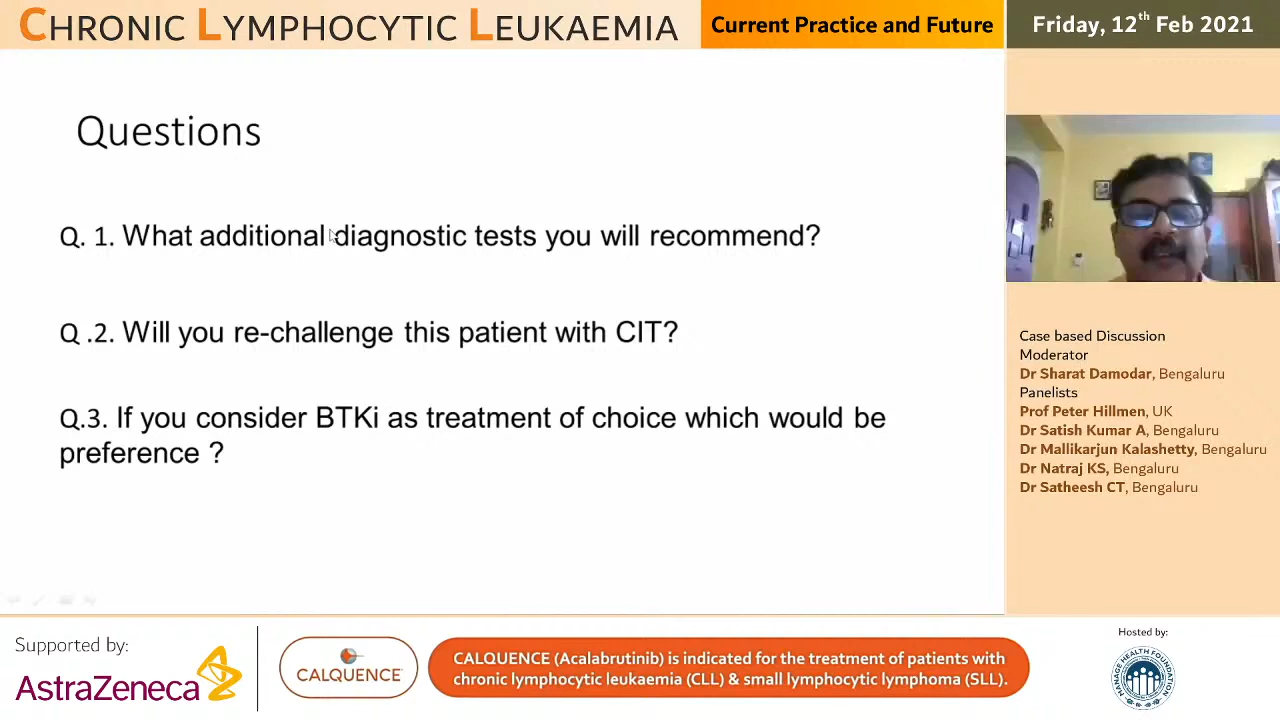 CHRONIC LYMPHOCYTIC LEUKAEMIA
Current Practice and Future
Friday, 12th Feb 2021
Questions
Q. 1. What additional diagnostic tests you will recommend?
Q .2. Will you re-challenge this patient with CIT?
Q.3. If you consider BTKi as treatment of choice which would be
preference ?
Case based Discussion
Moderator
Dr Sharat Damodar, Bengaluru
Panelists
Prof Peter Hillmen, UK
Dr Satish Kumar A, Bengaluru
Dr Mallikarjun Kalashetty, Bengaluru
Dr Natraj KS, Bengaluru
Dr Satheesh CT, Bengaluru
Supported by:
AstraZeneca
CALQUENCE
CALQUENCE (Acalabrutinib) is indicated for the treatment of patients with
chronic lymphocytic leukaemia (CLL) & small lymphocytic lymphoma (SLL).
Hosted by:
MANAGE HEALTH FOUNDATION